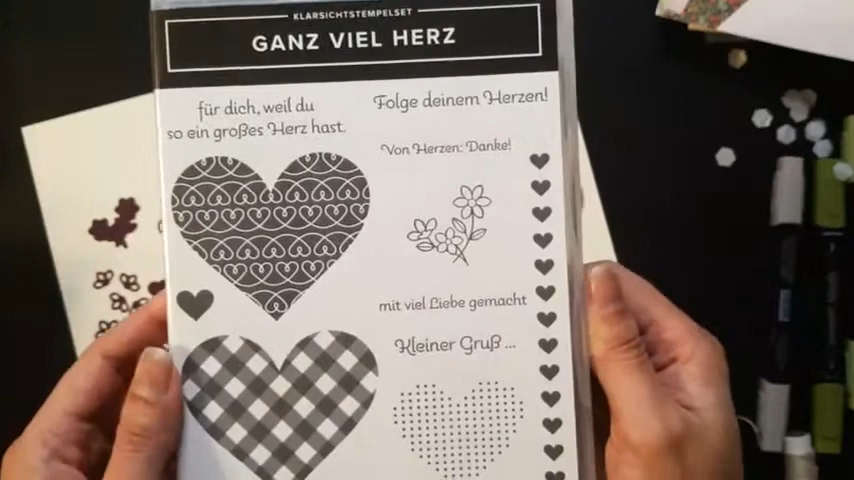 KLARSICHTSTEMPELSET
GANZ VIEL HERZ
für dich, weil du
so ein großes Herz hast.
Folge deinem Herzen!
Von Herzen: Danke!
mit viel Liebe gemacht
Kleiner Gruß ...